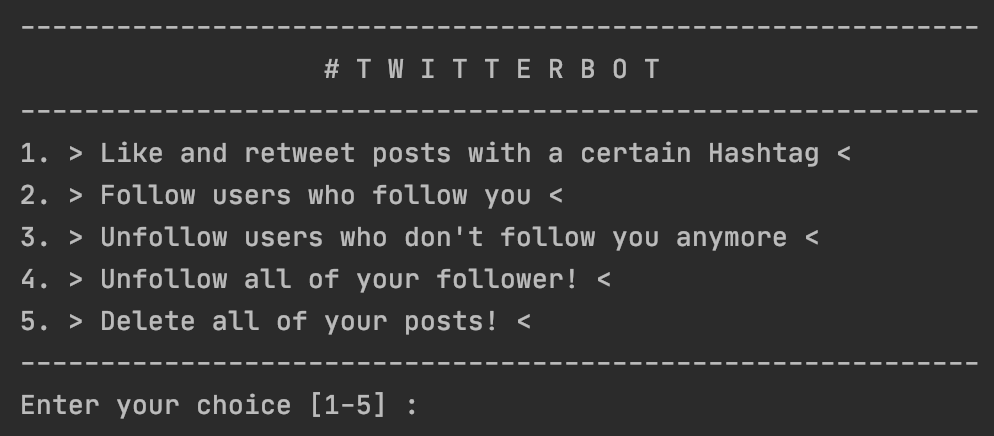 ------------------------------------------------------------
# T W I T T E R B O T
------------------------------------------------------------
1. > Like and retweet posts with a certain Hashtag <
2. > Follow users who follow you <
3. > Unfollow users who don't follow you anymore <
4. > Unfollow all of your follower! <
5. > Delete all of your posts! <
------------------------------------------------------------
Enter your choice [1-5] :